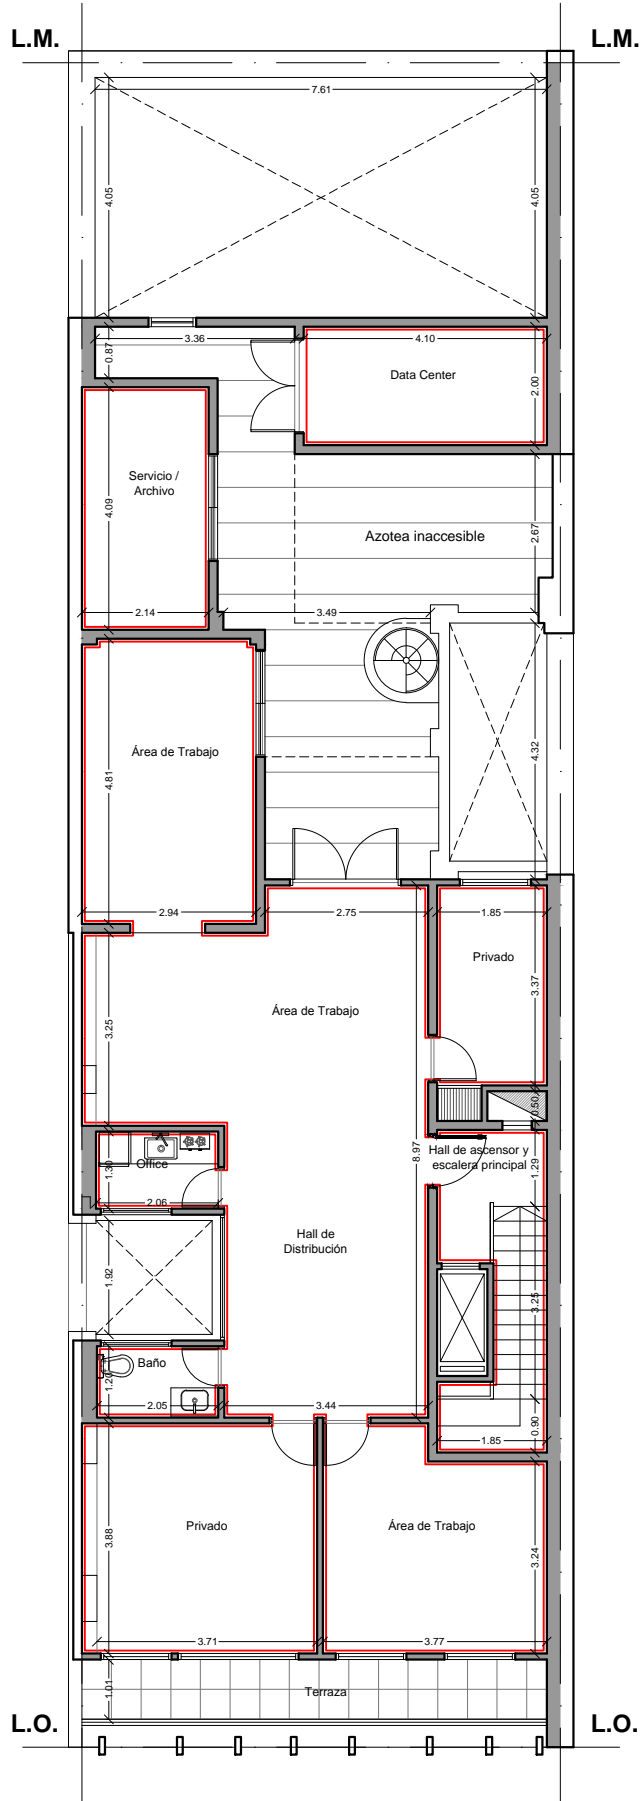 L.M.
L.M.
7.61
4.05
4.05
3.36
4.10
0.87
Data Center
2.00
Servicio /
Archivo
4.09
Azotea inaccesible
2.67
2.14
3.49
Área de Trabajo
4.81
4.32
2.94
2.75
1.85
Privado
3.37
Área de Trabajo
3.25
0.50
8.97
Hall de ascensor y
escalera principal
1.29
Office
1.30
2.06
Hall de
Distribución
1.92
3.25
Baño
1.20
2.05
3.44
1.85
0.90
Privado
Área de Trabajo
3.88
3.24
3.71
3.77
Terraza
1.01
L.O.
L.O.